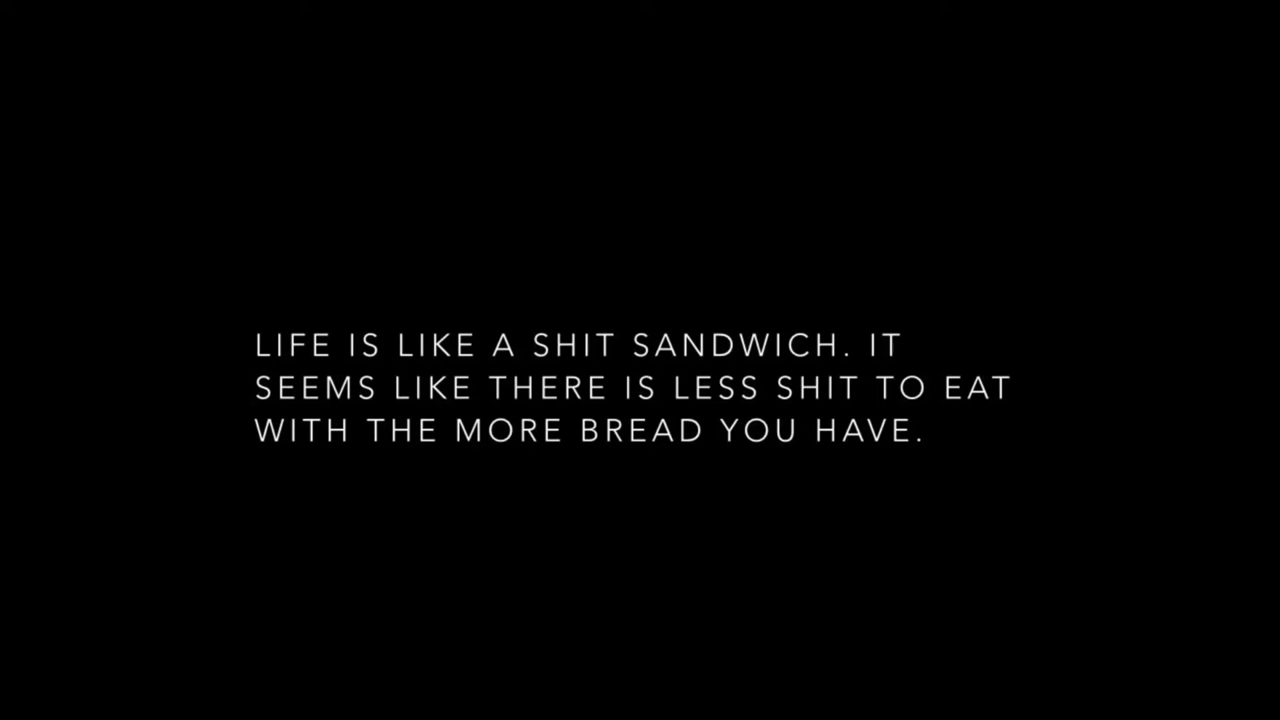 LIFE IS LIKE A SHIT SANDWICH. IT
SEEMS LIKE THERE IS LESS SHIT TO EAT
WITH THE MORE BREAD YOU HAVE.